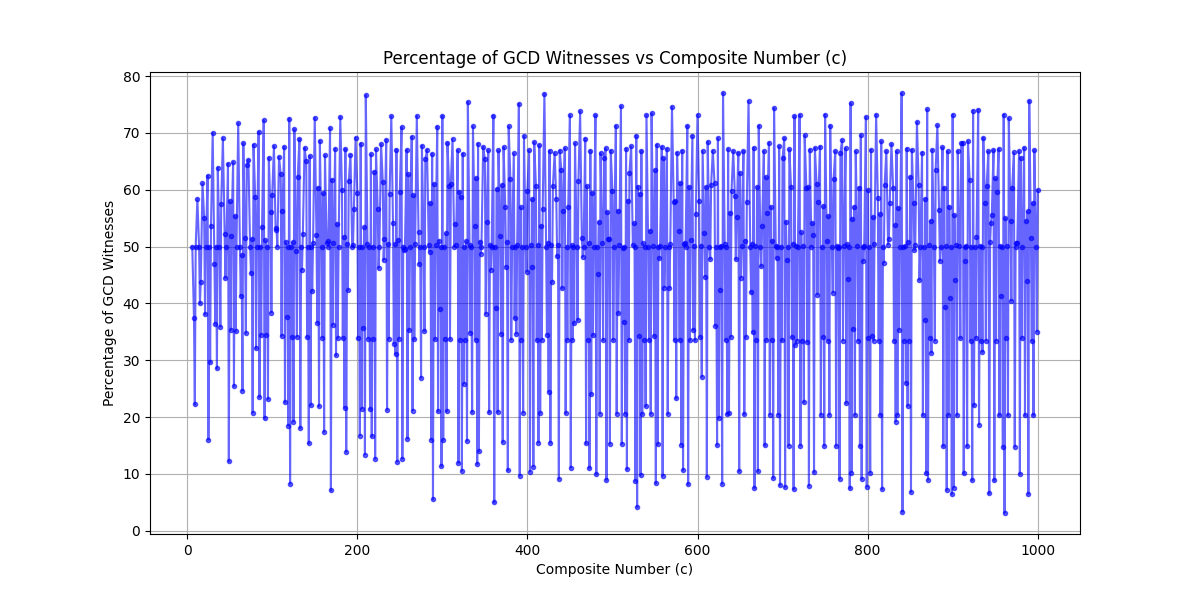 Percentage of GCD Witnesses vs Composite Number (c)
80
70
60
50
40
30
20
10
0
Percentage of GCD Witnesses
0 200 400 600 800 1000
Composite Number (c)